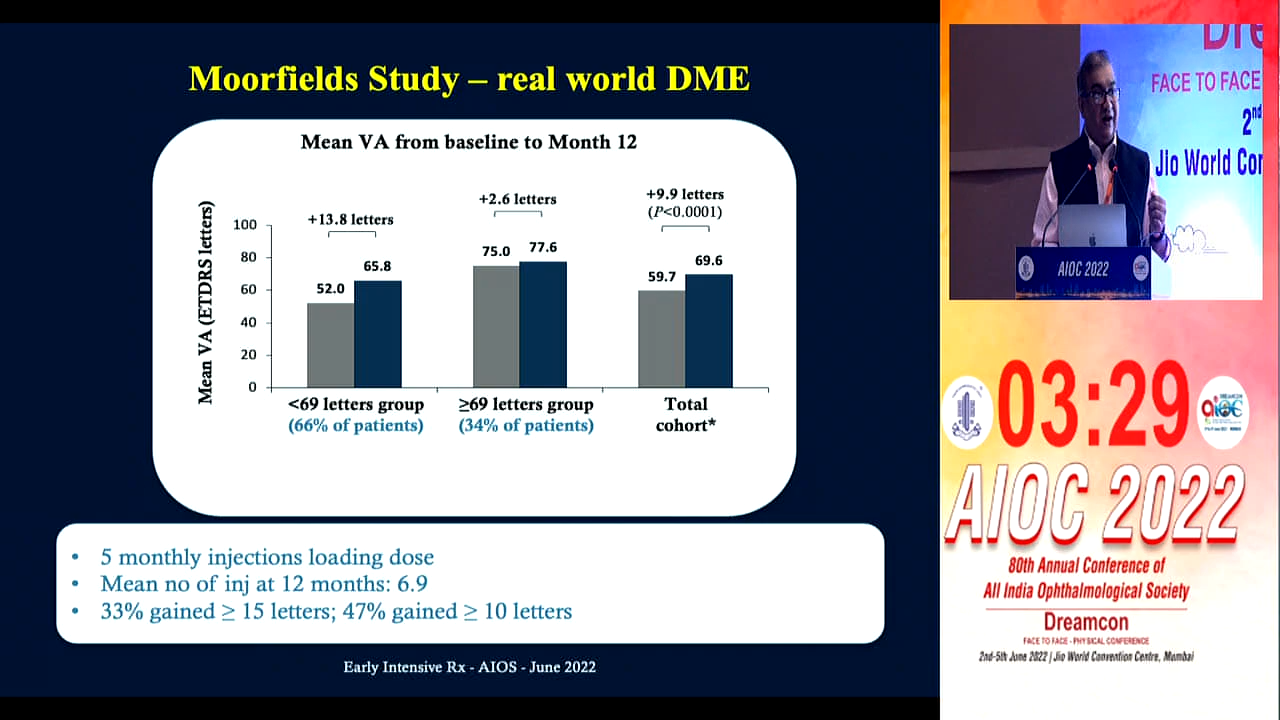 Moorfields Study – real world DME
Mean VA from baseline to Month 12
Mean VA (ETDRS letters)
100
80
60
40
20
0
+13.8 letters
52.0
65.8
+2.6 letters
75.0
77.6
+9.9 letters
(P<0.0001)
59.7
69.6
<69 letters group
(66% of patients)
≥69 letters group
(34% of patients)
Total
cohort*
• 5 monthly injections loading dose
• Mean no of inj at 12 months: 6.9
• 33% gained ≥ 15 letters; 47% gained ≥ 10 letters
Early Intensive Rx - AIOS - June 2022
Dre
FACE TO FACE
2nd
Jio World Con
AIOC 2022
03:29
AIOC 2022
80th Annual Conference of
All India Ophthalmological Society
Dreamcon
FACE TO FACE - PHYSICAL CONFERENCE
2nd-5th June 2022 | Jio World Convention Centre, Mumbai